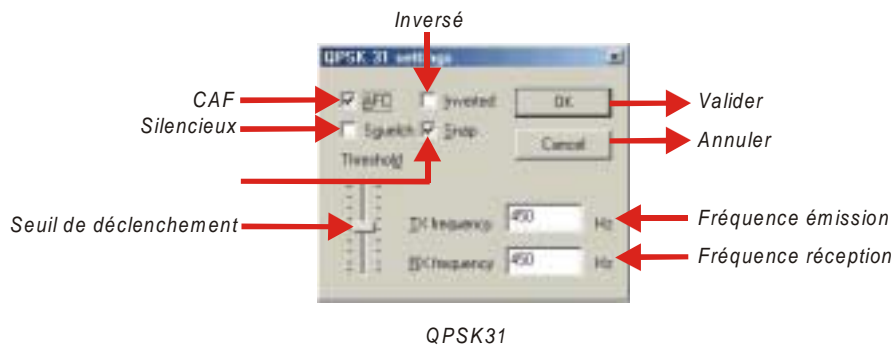 Inversé
QPSK 31 settings
CAF
AFC
Inverted
OK
Valider
Silencieux
Squelch
Snap
Cancel
Annuler
Threshold
Seuil de déclenchement
TX frequency
450
Hz
Fréquence émission
RX frequency
450
Hz
Fréquence réception
QPSK31